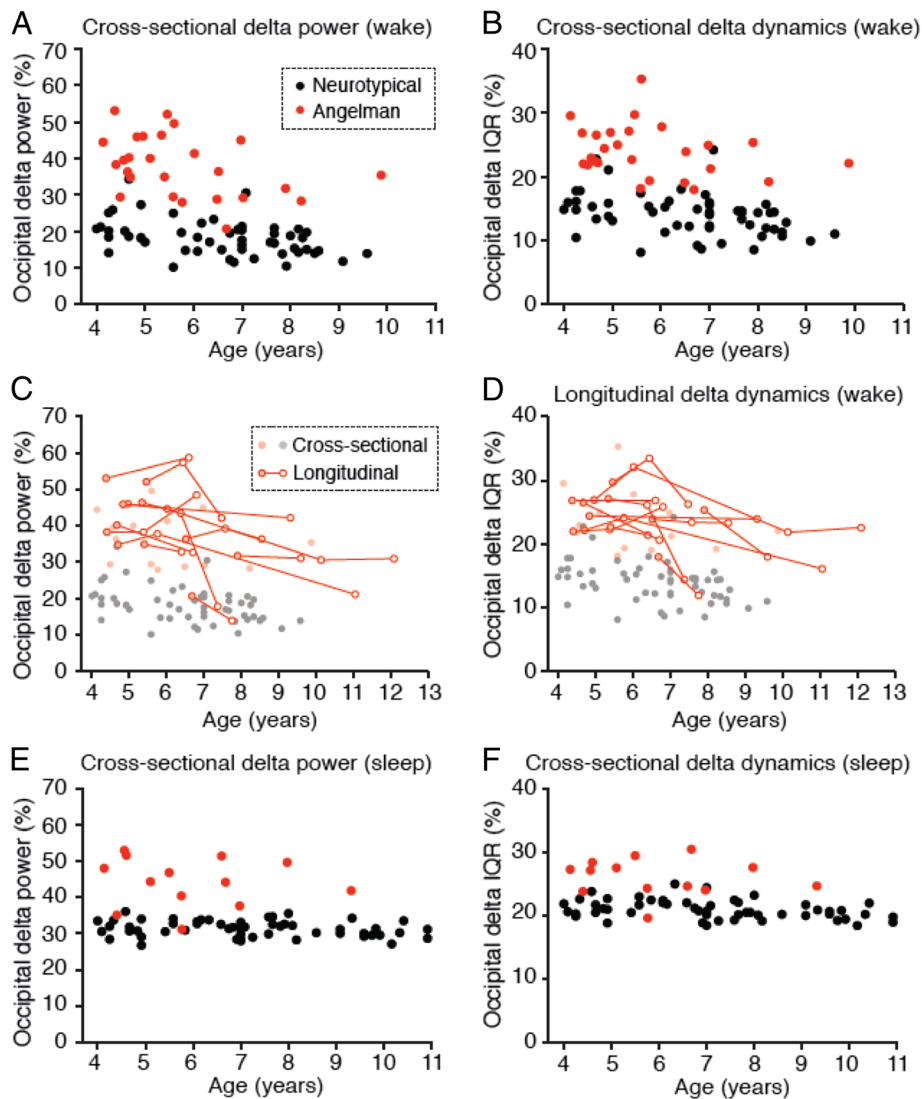 A
Cross-sectional delta power (wake)
Occipital delta power (%)
70
60
50
40
30
20
10
0
Neurotypical
Angelman
4 5 6 7 8 9 10 11
Age (years)
B
Cross-sectional delta dynamics (wake)
Occipital delta IQR (%)
40
30
20
10
0
4 5 6 7 8 9 10 11
Age (years)
C
Occipital delta power (%)
70
60
50
40
30
20
10
0
Cross-sectional
Longitudinal
4 5 6 7 8 9 10 11 12 13
Age (years)
D
Longitudinal delta dynamics (wake)
Occipital delta IQR (%)
40
30
20
10
0
4 5 6 7 8 9 10 11 12 13
Age (years)
E
Cross-sectional delta power (sleep)
Occipital delta power (%)
70
60
50
40
30
20
10
0
4 5 6 7 8 9 10 11
Age (years)
F
Cross-sectional delta dynamics (sleep)
Occipital delta IQR (%)
40
30
20
10
0
4 5 6 7 8 9 10 11
Age (years)